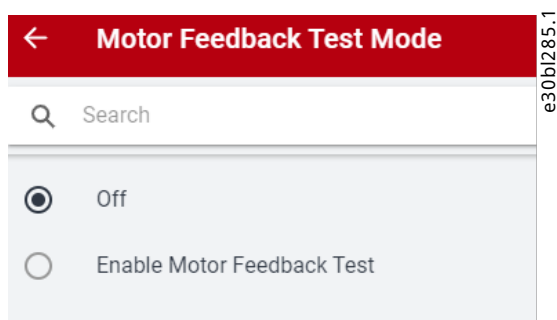 Motor Feedback Test Mode
Search
Off
Enable Motor Feedback Test
e30bl285.1